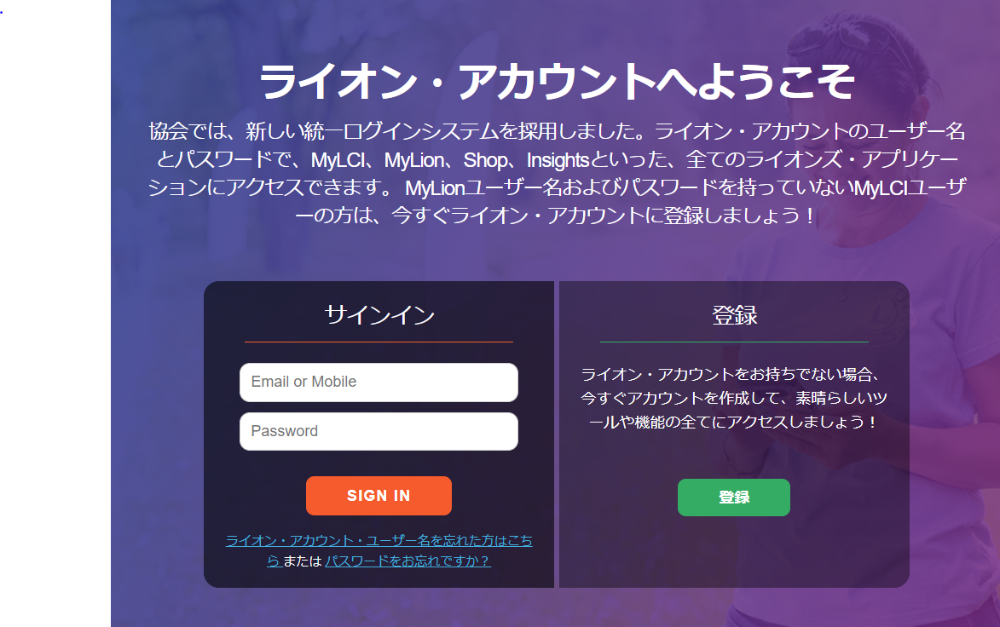 ライオン・アカウントへようこそ
協会では、新しい統一ログインシステムを採用しました。ライオン・アカウントのユーザー名
とパスワードで、MyLCI、MyLion、Shop、Insightsといった、全てのライオンズ・アプリケー
ションにアクセスできます。 MyLionユーザー名およびパスワードを持っていないMyLCIユーザ
ーの方は、今すぐライオン・アカウントに登録しましょう！
サインイン
Email or Mobile
Password
SIGN IN
ライオン・アカウント・ユーザー名を忘れた方はこち
ら または パスワードをお忘れですか？
登録
ライオン・アカウントをお持ちでない場合、
今すぐアカウントを作成して、素晴らしいツ
ールや機能の全てにアクセスしましょう！
登録